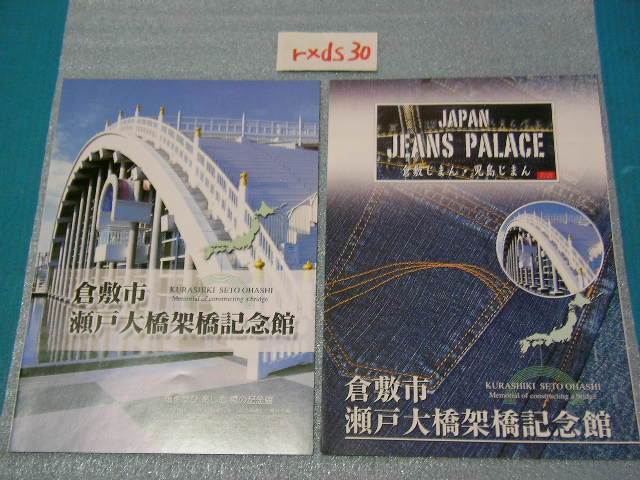 rxds30
倉敷市
KURASHIKI SETO OHASHI
Memorial of constructing a bridge
瀬戸大橋架橋記念館
JAPAN
JEANS PALACE
倉敷じまん・児島じまん
倉敷市
KURASHIKI SETO OHASHI
Memorial of constructing a bridge
瀬戸大橋架橋記念館